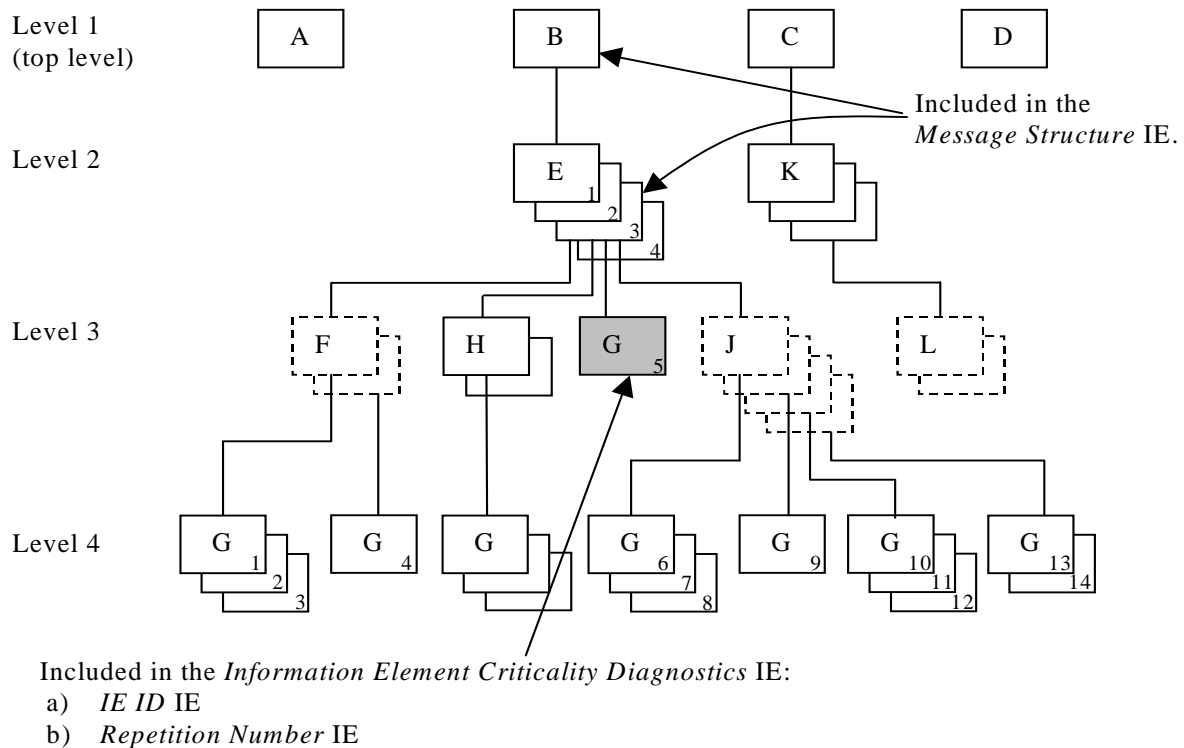 Level 1
(top level)
A
B
C
D
Included in the
Message Structure IE.
Level 2
E
1
2
3
4
K
Level 3
F
H
G
5
J
L
Level 4
G
1
2
3
G
4
G
G
6
7
8
G
9
G
10
11
12
G
13
14
Included in the Information Element Criticality Diagnostics IE:
a) IE ID IE
b) Repetition Number IE